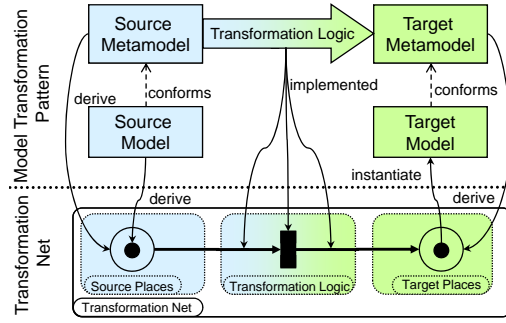 Model Transformation
Pattern
Source
Metamodel
Transformation Logic
Target
Metamodel
derive
conforms
implemented
conforms
Source
Model
Target
Model
instantiate
derive
derive
Transformation
Net
Source Places
Transformation Logic
Target Places
Transformation Net